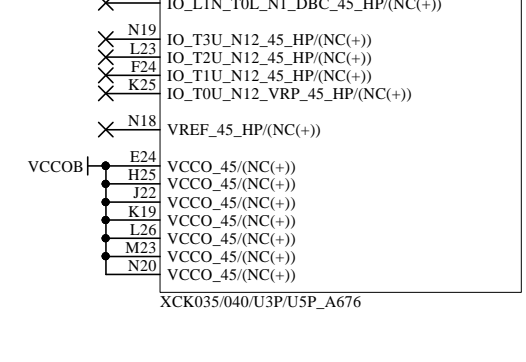 IO_L1N_T0L_N1_DBC_45_HP/(NC(+))
N19 IO_T3U_N12_45_HP/(NC(+))
L23 IO_T2U_N12_45_HP/(NC(+))
F24 IO_T1U_N12_45_HP/(NC(+))
K25 IO_T0U_N12_VRP_45_HP/(NC(+))
N18 VREF_45_HP/(NC(+))
VCCOB E24 VCCO_45/(NC(+))
H25 VCCO_45/(NC(+))
J22 VCCO_45/(NC(+))
K19 VCCO_45/(NC(+))
L26 VCCO_45/(NC(+))
M23 VCCO_45/(NC(+))
N20 VCCO_45/(NC(+))
XCK035/040/U3P/U5P_A676